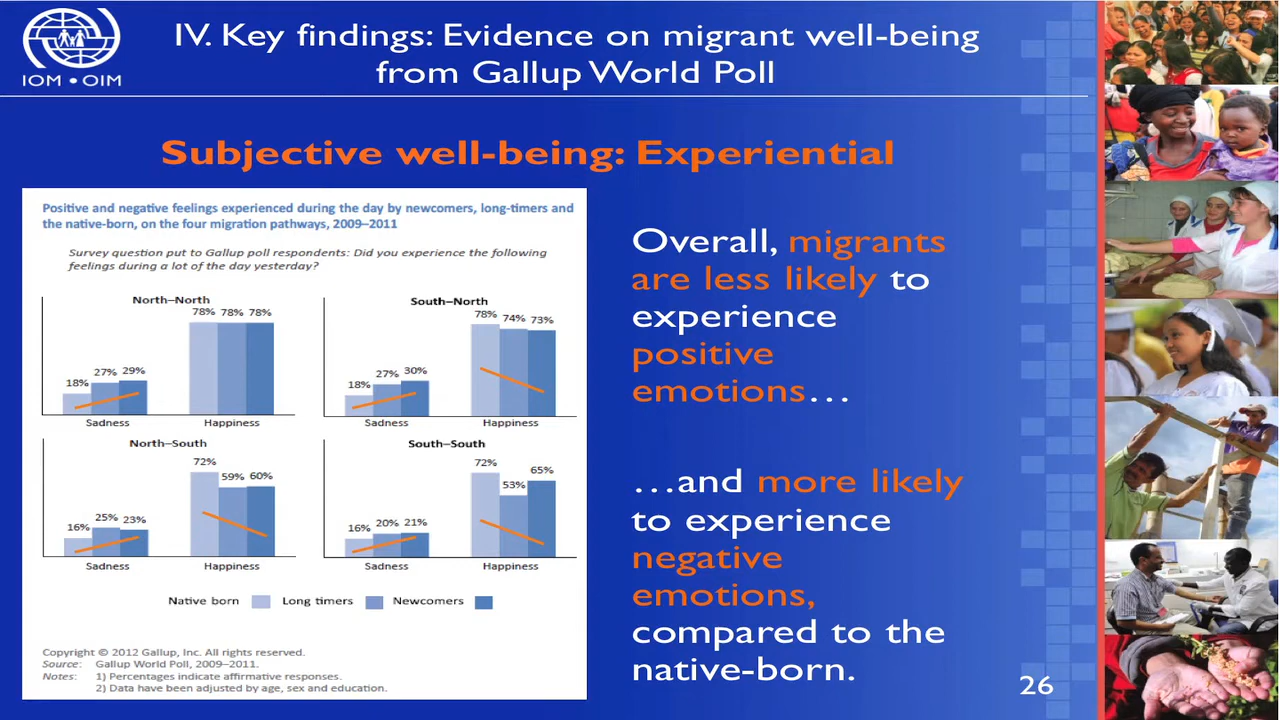 IV. Key findings: Evidence on migrant well-being
from Gallup World Poll
IOM • OIM
Subjective well-being: Experiential
Positive and negative feelings experienced during the day by newcomers, long-timers and
the native-born, on the four migration pathways, 2009–2011
Survey question put to Gallup poll respondents: Did you experience the following
feelings during a lot of the day yesterday?
North–North
18% 27% 29% 78% 78% 78%
Sadness Happiness
South–North
18% 27% 30% 78% 74% 73%
Sadness Happiness
North–South
16% 25% 23% 72% 59% 60%
Sadness Happiness
South–South
16% 20% 21% 72% 53% 65%
Sadness Happiness
Native born Long timers Newcomers
Copyright © 2012 Gallup, Inc. All rights reserved.
Source: Gallup World Poll, 2009–2011.
Notes: 1) Percentages indicate affirmative responses.
2) Data have been adjusted by age, sex and education.
Overall, migrants
are less likely to
experience
positive
emotions…
…and more likely
to experience
negative
emotions,
compared to the
native-born.
26